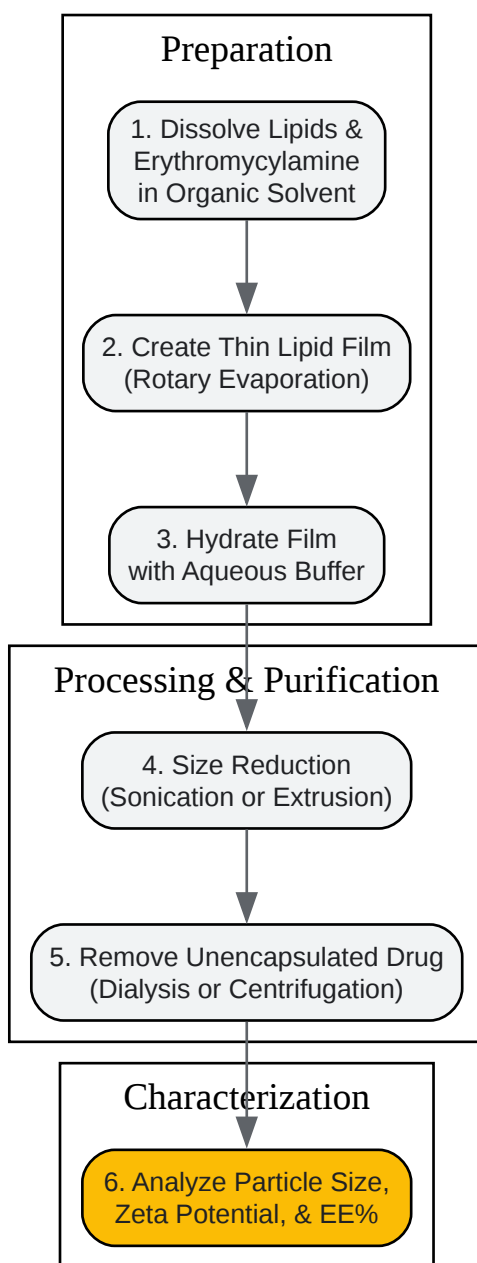 Preparation
1. Dissolve Lipids &
Erythromycylamine
in Organic Solvent
2. Create Thin Lipid Film
(Rotary Evaporation)
3. Hydrate Film
with Aqueous Buffer
Processing & Purification
4. Size Reduction
(Sonication or Extrusion)
5. Remove Unencapsulated Drug
(Dialysis or Centrifugation)
Characterization
6. Analyze Particle Size,
Zeta Potential, & EE%